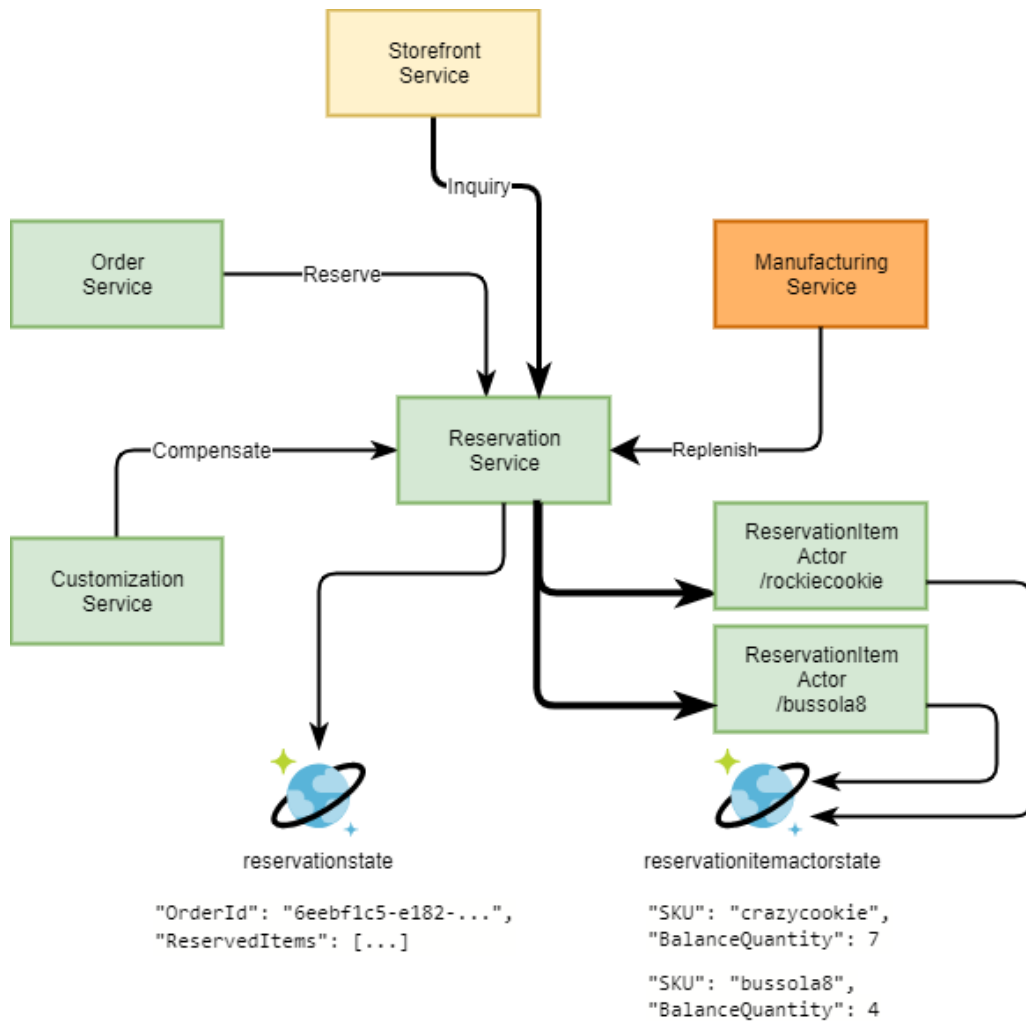 Storefront
Service
Inquiry
Order
Service
Reserve
Manufacturing
Service
Reservation
Service
Compensate
Replenish
Customization
Service
ReservationItem
Actor
/rockiecookie
ReservationItem
Actor
/bussola8
reservationstate
reservationitemactorstate
"OrderId": "6eebf1c5-e182-...",
"ReservedItems": [...]
"SKU": "crazycookie",
"BalanceQuantity": 7
"SKU": "bussola8",
"BalanceQuantity": 4